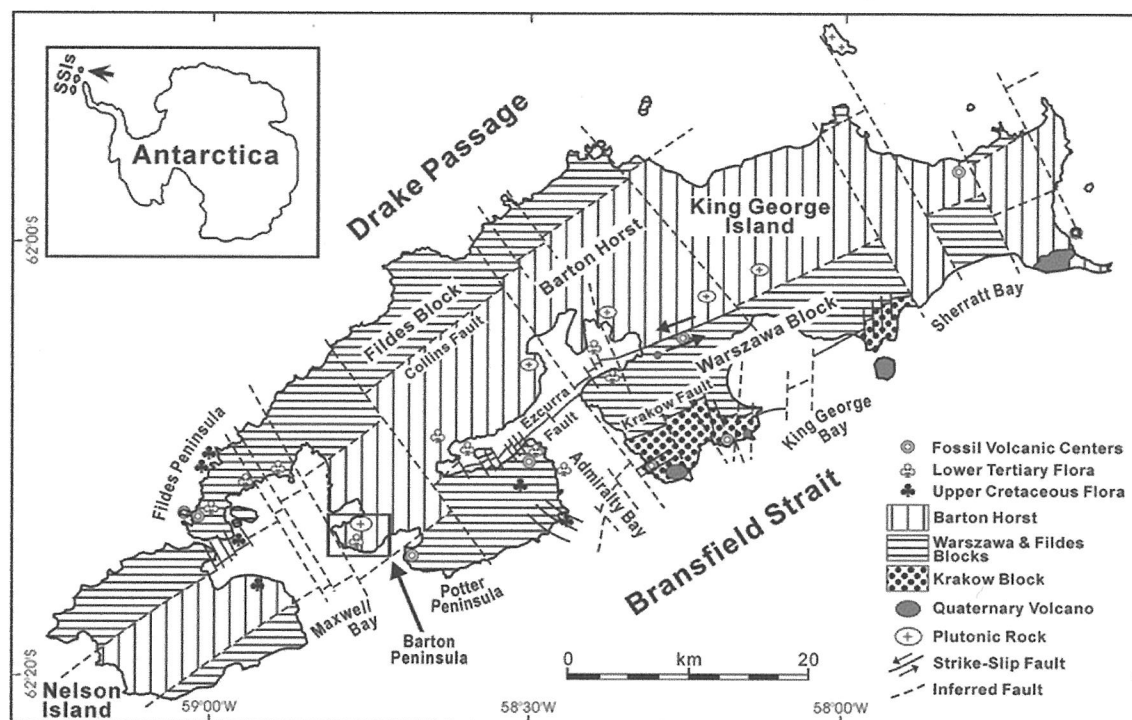 SSIs
Antarctica
Drake Passage
62°00'S
62°20'S
King George
Island
Barton Horst
Fildes Block
Collins Fault
Warszawa Block
Sherratt Bay
Ezcurra
Fault
Krakow Fault
King George
Bay
Fildes Peninsula
Admiralty Bay
Bransfield Strait
Maxwell
Bay
Potter
Peninsula
Barton
Peninsula
Nelson
Island
59°00'W
58°30'W
58°00'W
0 km 20
Fossil Volcanic Centers
Lower Tertiary Flora
Upper Cretaceous Flora
Barton Horst
Warszawa & Fildes
Blocks
Krakow Block
Quaternary Volcano
Plutonic Rock
Strike-Slip Fault
Inferred Fault